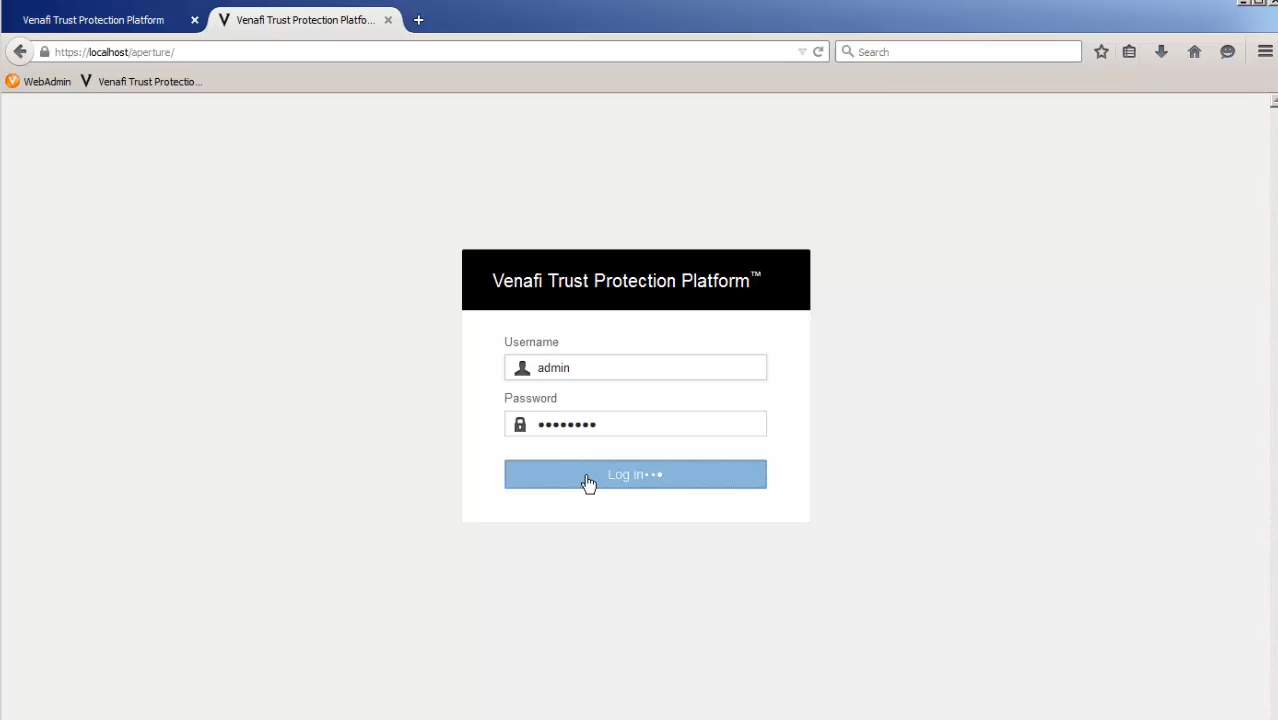 Venafi Trust Protection Platform
Venafi Trust Protection Platfo...
https://localhost/aperture/
Search
WebAdmin
Venafi Trust Protectio...
Venafi Trust Protection Platform™
Username
admin
Password
Log in